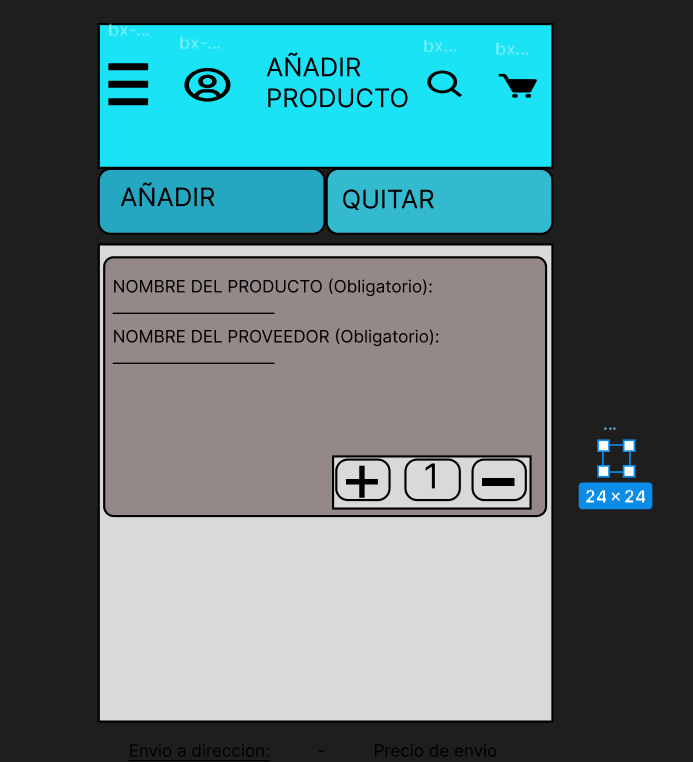 bx-...
bx-...
bx...
bx...
AÑADIR
PRODUCTO
AÑADIR
QUITAR
NOMBRE DEL PRODUCTO (Obligatorio):
NOMBRE DEL PROVEEDOR (Obligatorio):
...
1
24 × 24
Envio a direccion: - Precio de envio